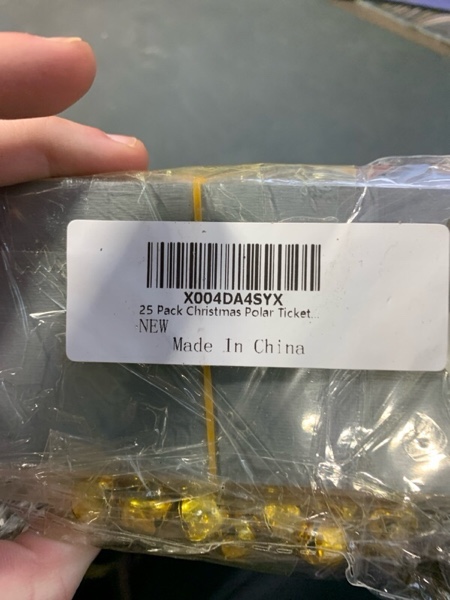 X004DA4SYX
25 Pack Christmas Polar Ticket...
NEW
Made In China